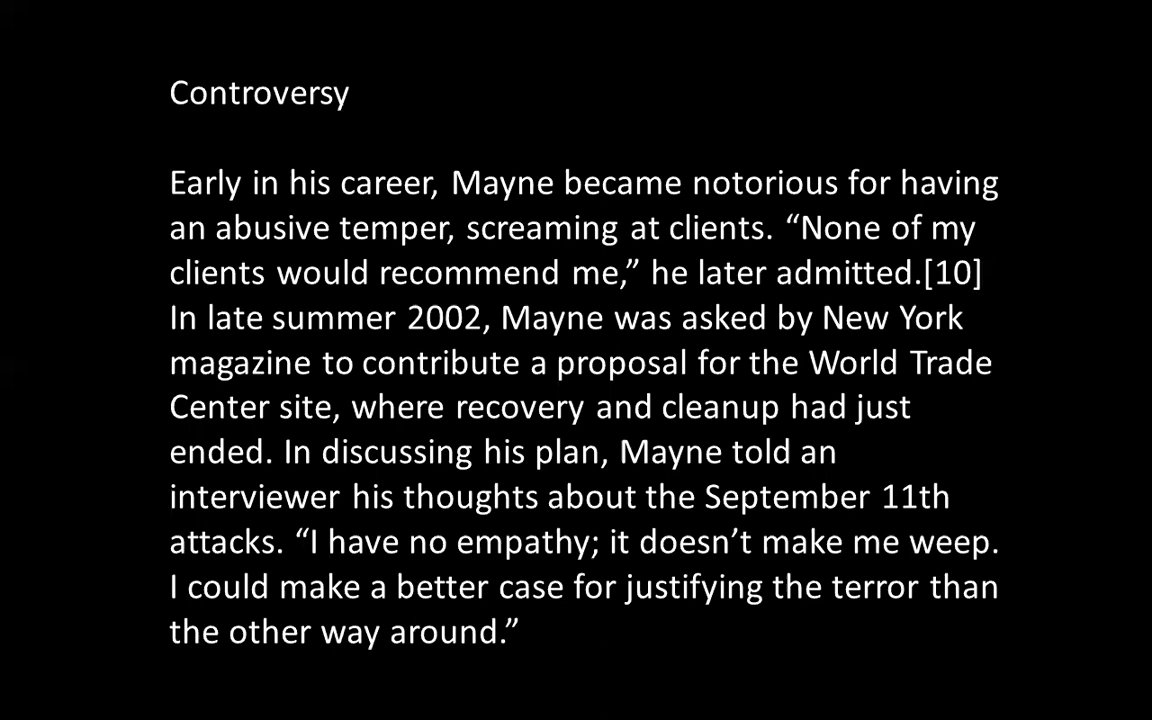 Controversy
Early in his career, Mayne became notorious for having
an abusive temper, screaming at clients. “None of my
clients would recommend me,” he later admitted.[10]
In late summer 2002, Mayne was asked by New York
magazine to contribute a proposal for the World Trade
Center site, where recovery and cleanup had just
ended. In discussing his plan, Mayne told an
interviewer his thoughts about the September 11th
attacks. “I have no empathy; it doesn’t make me weep.
I could make a better case for justifying the terror than
the other way around.”